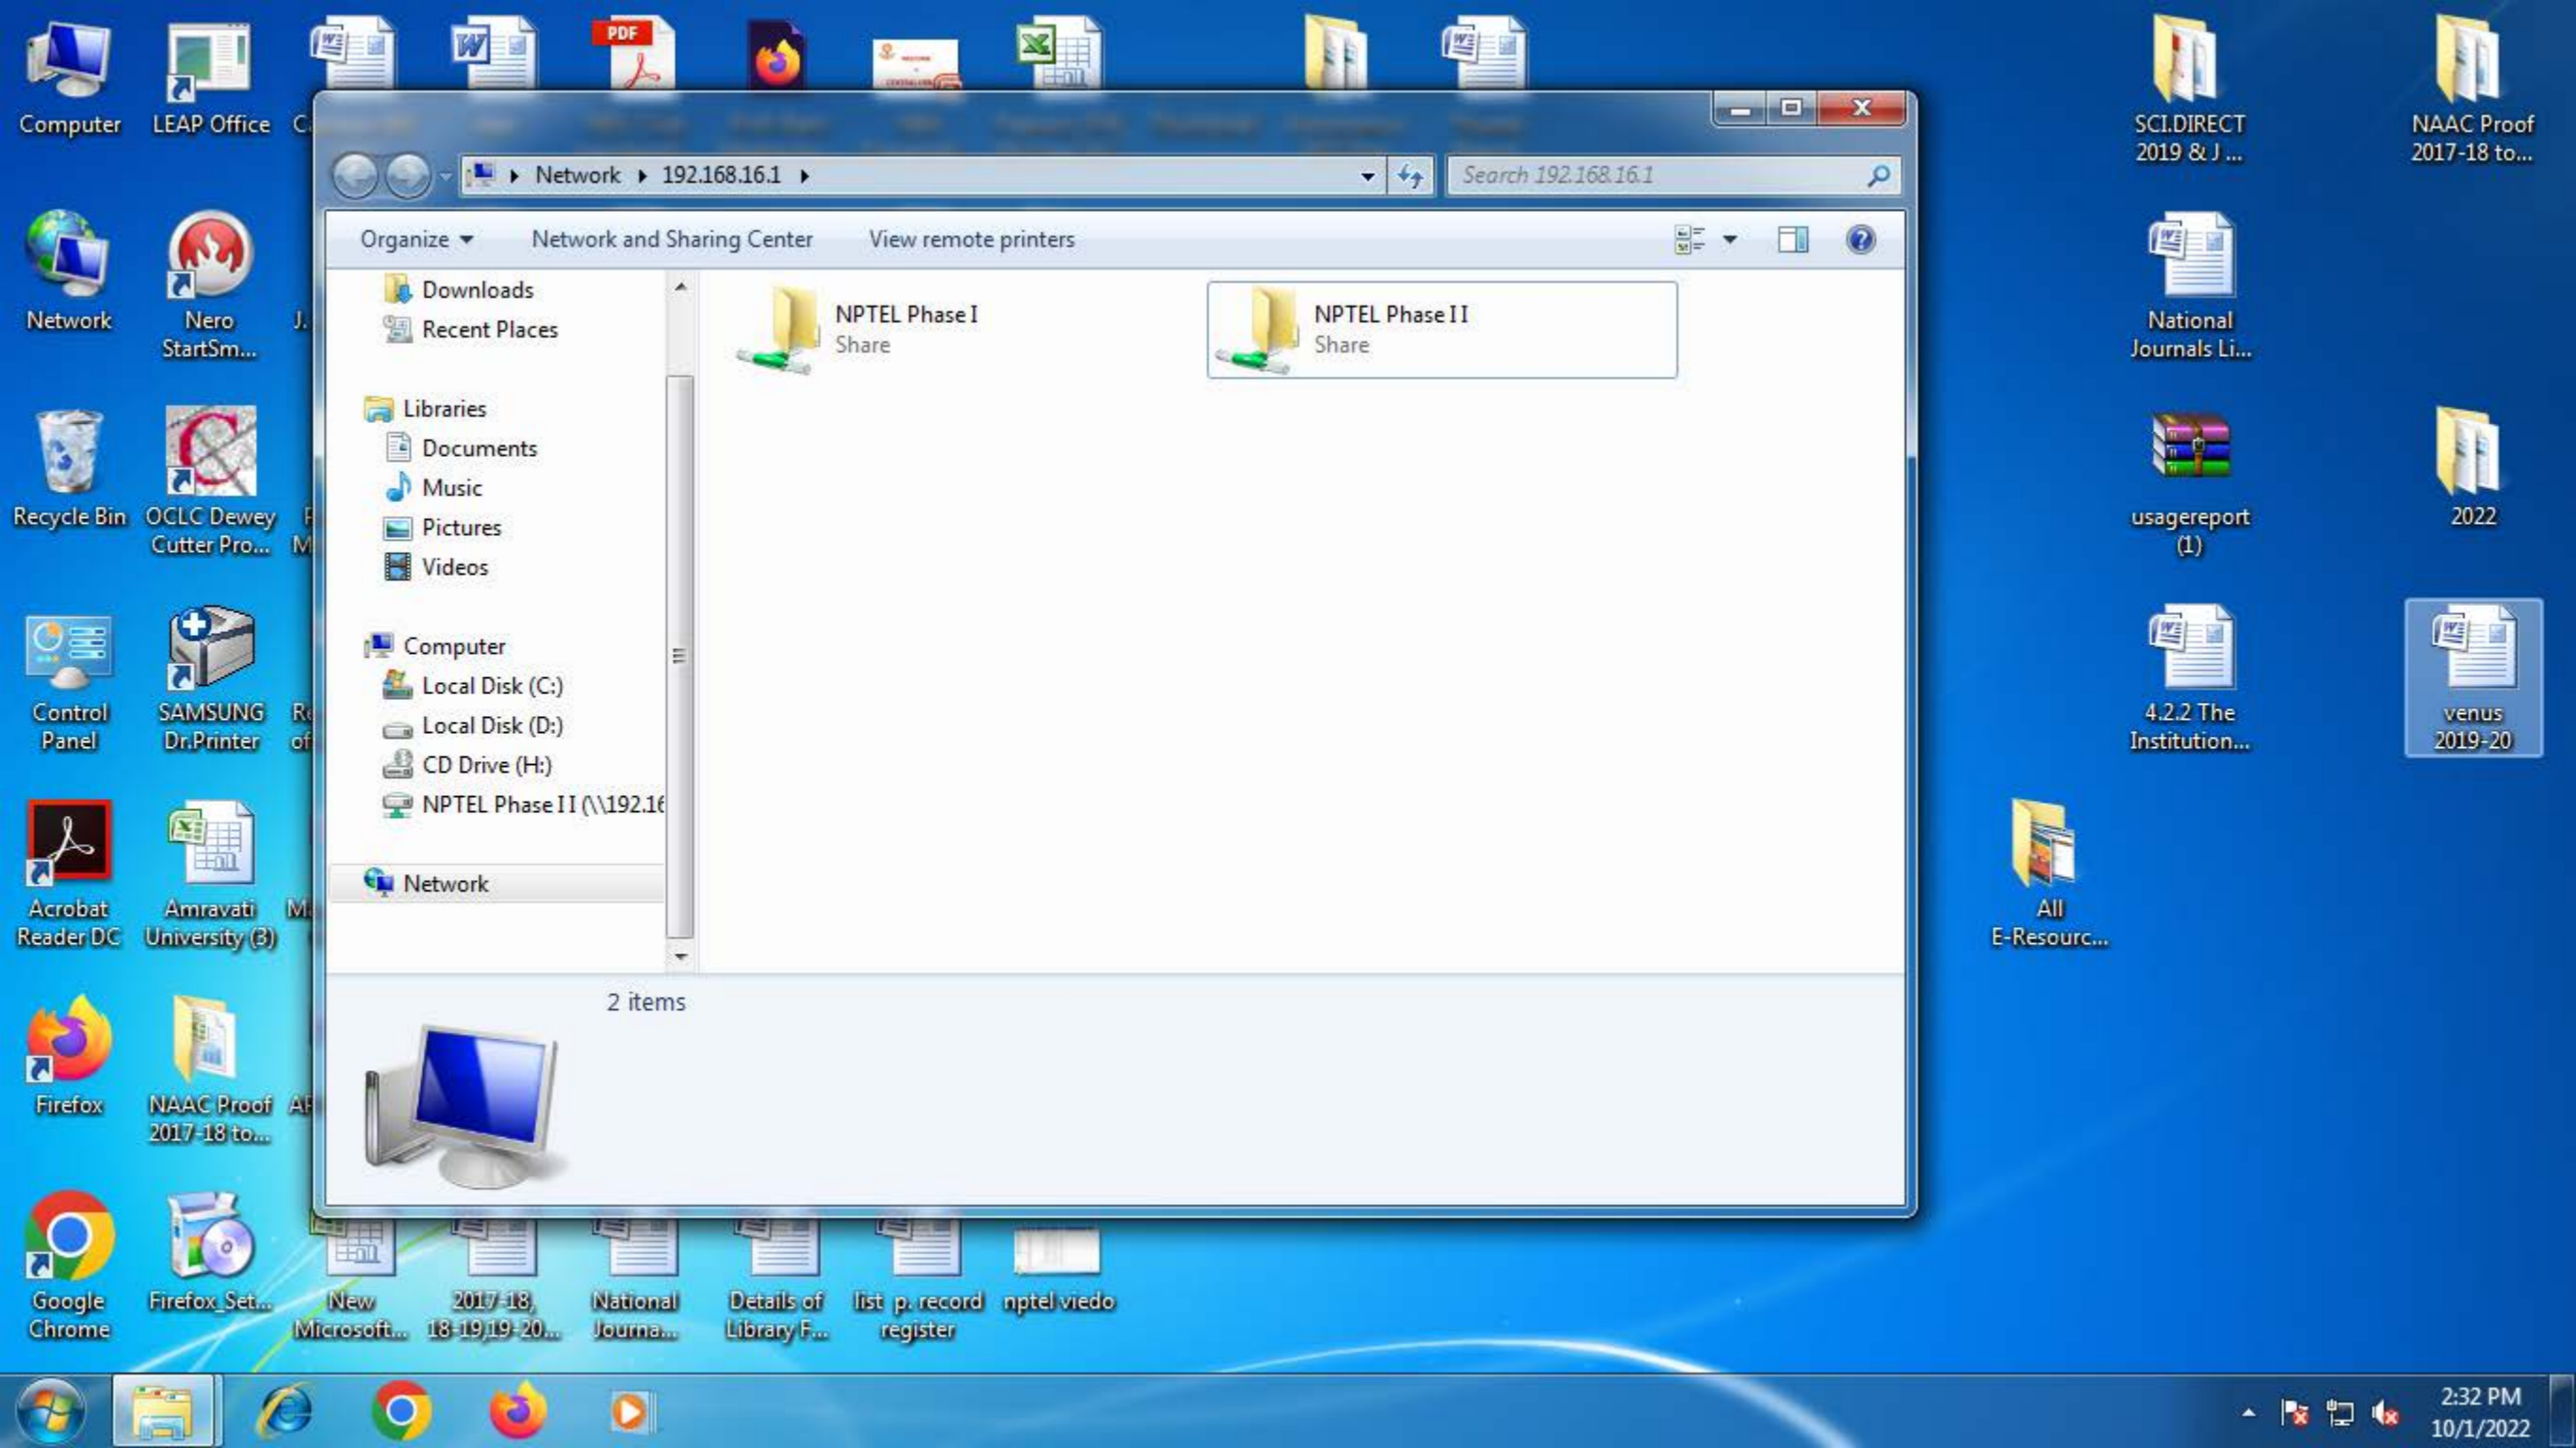 PDF
Computer
LEAP Office
SCI.DIRECT
2019 & J ...
NAAC Proof
2017-18 to...
Network
Nero
StartSm...
National
Journals Li...
Recycle Bin
OCLC Dewey
Cutter Pro...
usagereport
(1)
2022
Control
Panel
SAMSUNG
Dr.Printer
4.2.2 The
Institution...
venus
2019-20
Acrobat
Reader DC
Amravati
University (3)
All
E-Resourc...
Firefox
NAAC Proof
2017-18 to...
Network 192.168.16.1
Search 192.168.16.1
Organize
Network and Sharing Center
View remote printers
Downloads
Recent Places
Libraries
Documents
Music
Pictures
Videos
Computer
Local Disk (C:)
Local Disk (D:)
CD Drive (H:)
NPTEL Phase II (\\192.16
Network
NPTEL Phase I
Share
NPTEL Phase II
Share
2 items
Google
Chrome
Firefox_Set...
New
Microsoft...
2017-18,
18-19,19-20...
National
Journa...
Details of
Library F...
list p. record
register
nptel viedo
2:32 PM
10/1/2022